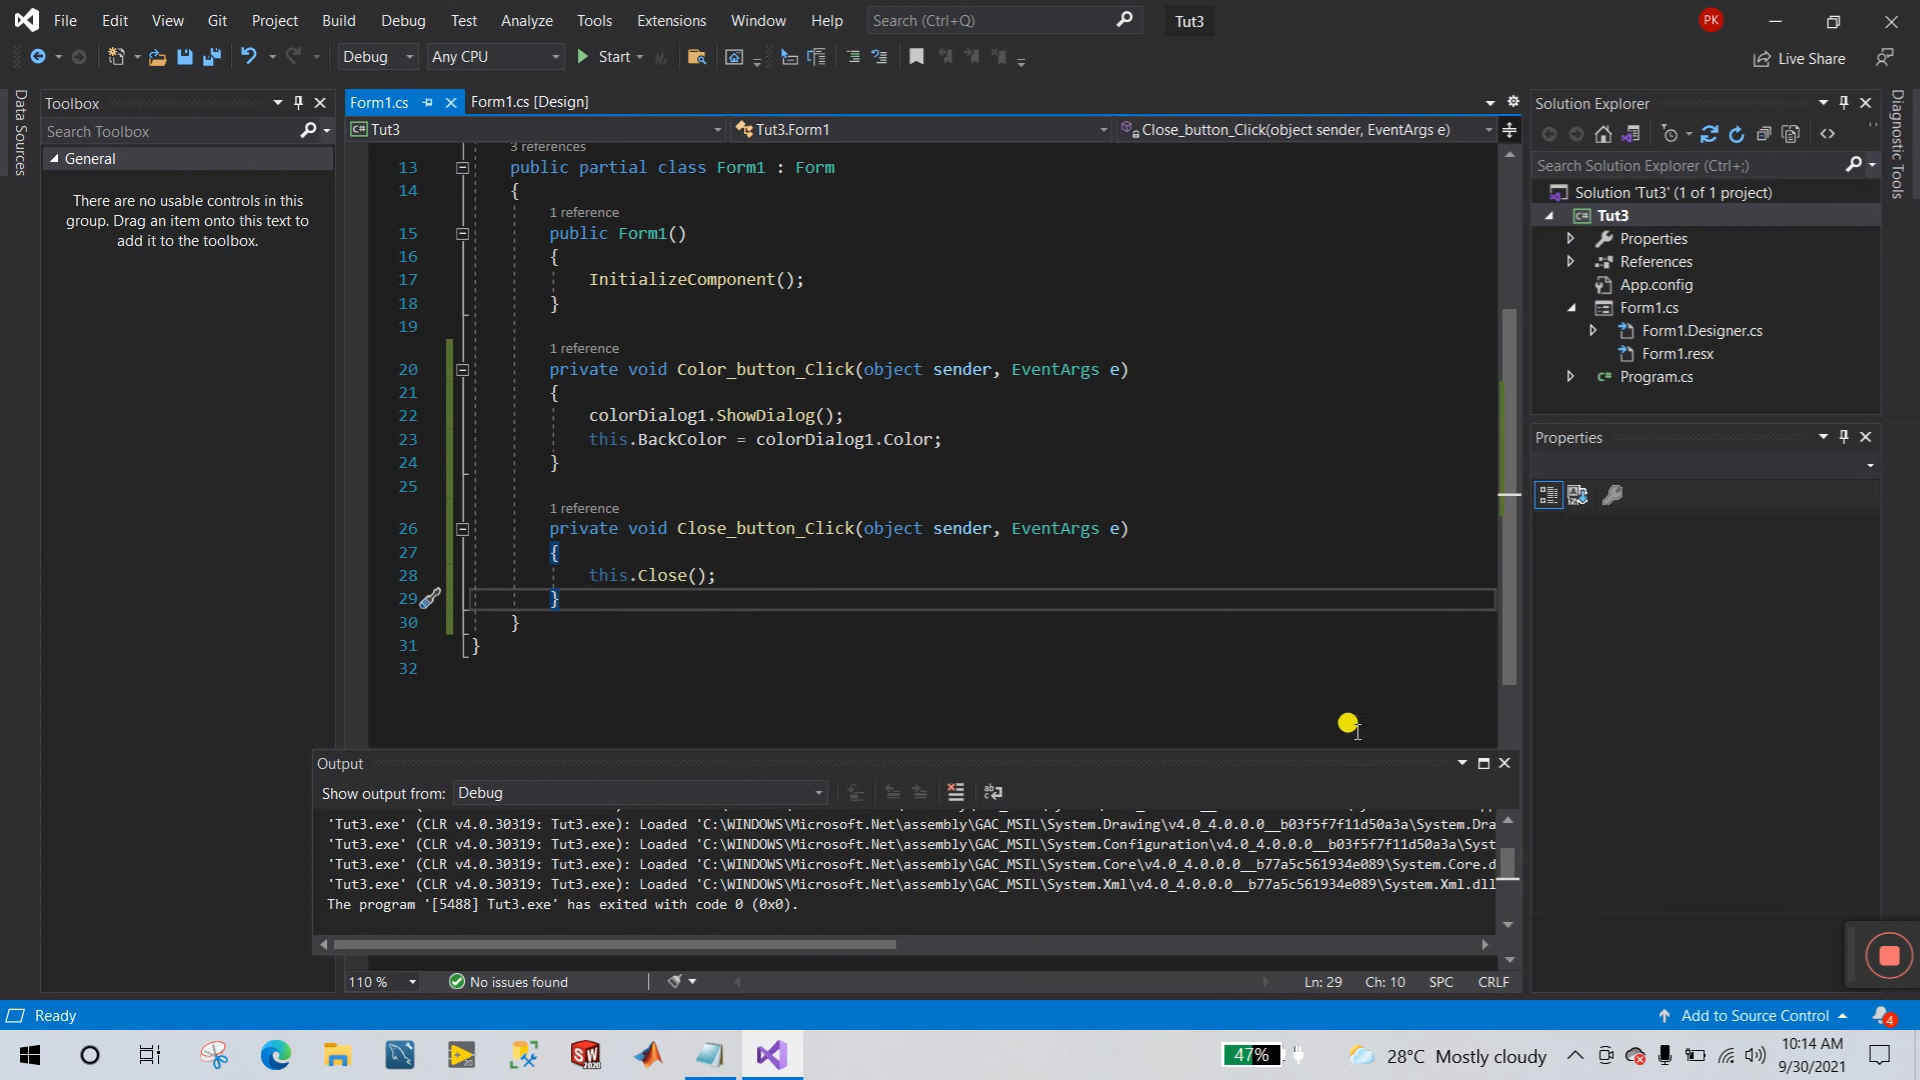 File Edit View Git Project Build Debug Test Analyze Tools Extensions Window Help Search (Ctrl+Q) Tut3 PK
Debug Any CPU Start Live Share
Data Sources
Toolbox
Search Toolbox
General
There are no usable controls in this
group. Drag an item onto this text to
add it to the toolbox.
Form1.cs Form1.cs [Design]
Tut3 Tut3.Form1 Close_button_Click(object sender, EventArgs e)
3 references
13 public partial class Form1 : Form
14 {
1 reference
15 public Form1()
16 {
17 InitializeComponent();
18 }
19
1 reference
20 private void Color_button_Click(object sender, EventArgs e)
21 {
22 colorDialog1.ShowDialog();
23 this.BackColor = colorDialog1.Color;
24 }
25
1 reference
26 private void Close_button_Click(object sender, EventArgs e)
27 {
28 this.Close();
29 }
30 }
31 }
32
Output
Show output from: Debug
'Tut3.exe' (CLR v4.0.30319: Tut3.exe): Loaded 'C:\WINDOWS\Microsoft.Net\assembly\GAC_MSIL\System.Drawing\v4.0_4.0.0.0__b03f5f7f11d50a3a\System.Dra
'Tut3.exe' (CLR v4.0.30319: Tut3.exe): Loaded 'C:\WINDOWS\Microsoft.Net\assembly\GAC_MSIL\System.Configuration\v4.0_4.0.0.0__b03f5f7f11d50a3a\Syst
'Tut3.exe' (CLR v4.0.30319: Tut3.exe): Loaded 'C:\WINDOWS\Microsoft.Net\assembly\GAC_MSIL\System.Core\v4.0_4.0.0.0__b77a5c561934e089\System.Core.d
'Tut3.exe' (CLR v4.0.30319: Tut3.exe): Loaded 'C:\WINDOWS\Microsoft.Net\assembly\GAC_MSIL\System.Xml\v4.0_4.0.0.0__b77a5c561934e089\System.Xml.dll
The program '[5488] Tut3.exe' has exited with code 0 (0x0).
110 % No issues found Ln: 29 Ch: 10 SPC CRLF
Solution Explorer
Search Solution Explorer (Ctrl+;)
Solution 'Tut3' (1 of 1 project)
Tut3
Properties
References
App.config
Form1.cs
Form1.Designer.cs
Form1.resx
Program.cs
Properties
Diagnostic Tools
Ready Add to Source Control 4
47% 28°C Mostly cloudy 10:14 AM
9/30/2021